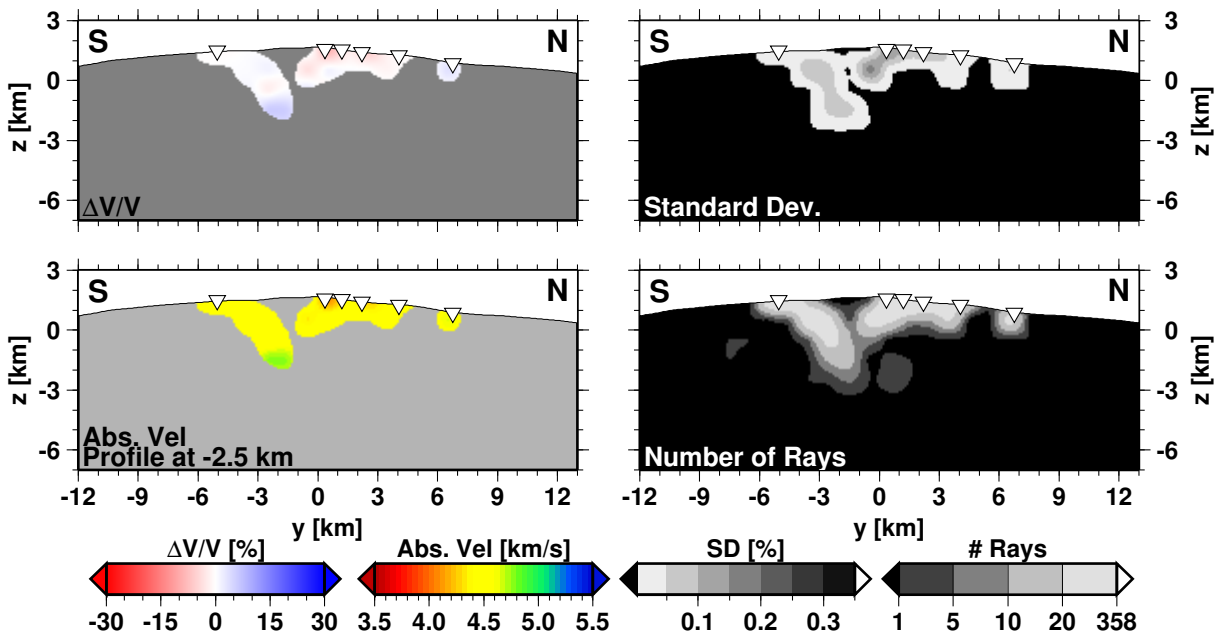 3 3
S N S N
0 0
z [km] z [km]
-3 -3
-6 -6
ΔV/V Standard Dev.
3 3
S N S N
0 0
z [km] z [km]
-3 -3
Abs. Vel
-6 -6
Profile at -2.5 km Number of Rays
-12 -9 -6 -3 0 3 6 9 12 -12 -9 -6 -3 0 3 6 9 12
y [km] y [km]
ΔV/V [%] Abs. Vel [km/s] SD [%] # Rays
-30 -15 0 15 30 3.5 4.0 4.5 5.0 5.5 0.1 0.2 0.3 1 5 10 20 358